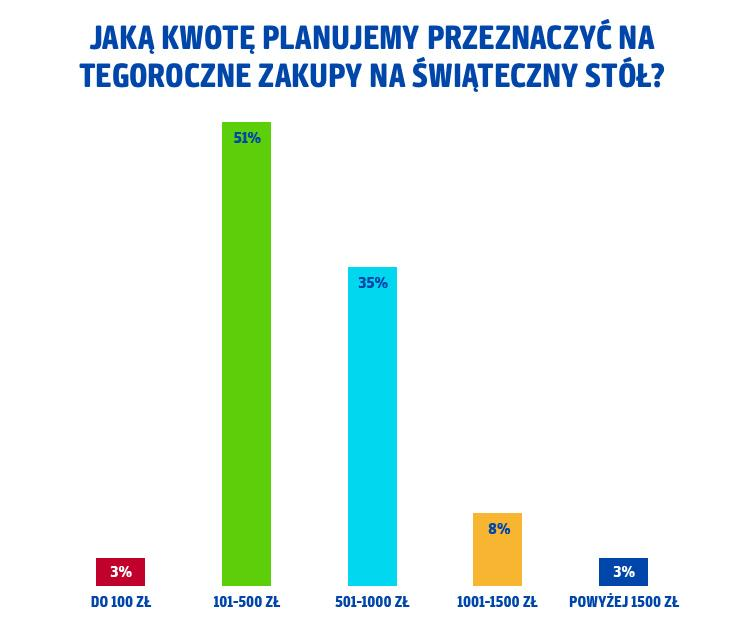 JAKĄ KWOTĘ PLANUJEMY PRZEZNACZYĆ NA
TEGOROCZNE ZAKUPY NA ŚWIĄTECZNY STÓŁ?
51%
35%
8%
3%
3%
DO 100 ZŁ
101-500 ZŁ
501-1000 ZŁ
1001-1500 ZŁ
POWYŻEJ 1500 ZŁ